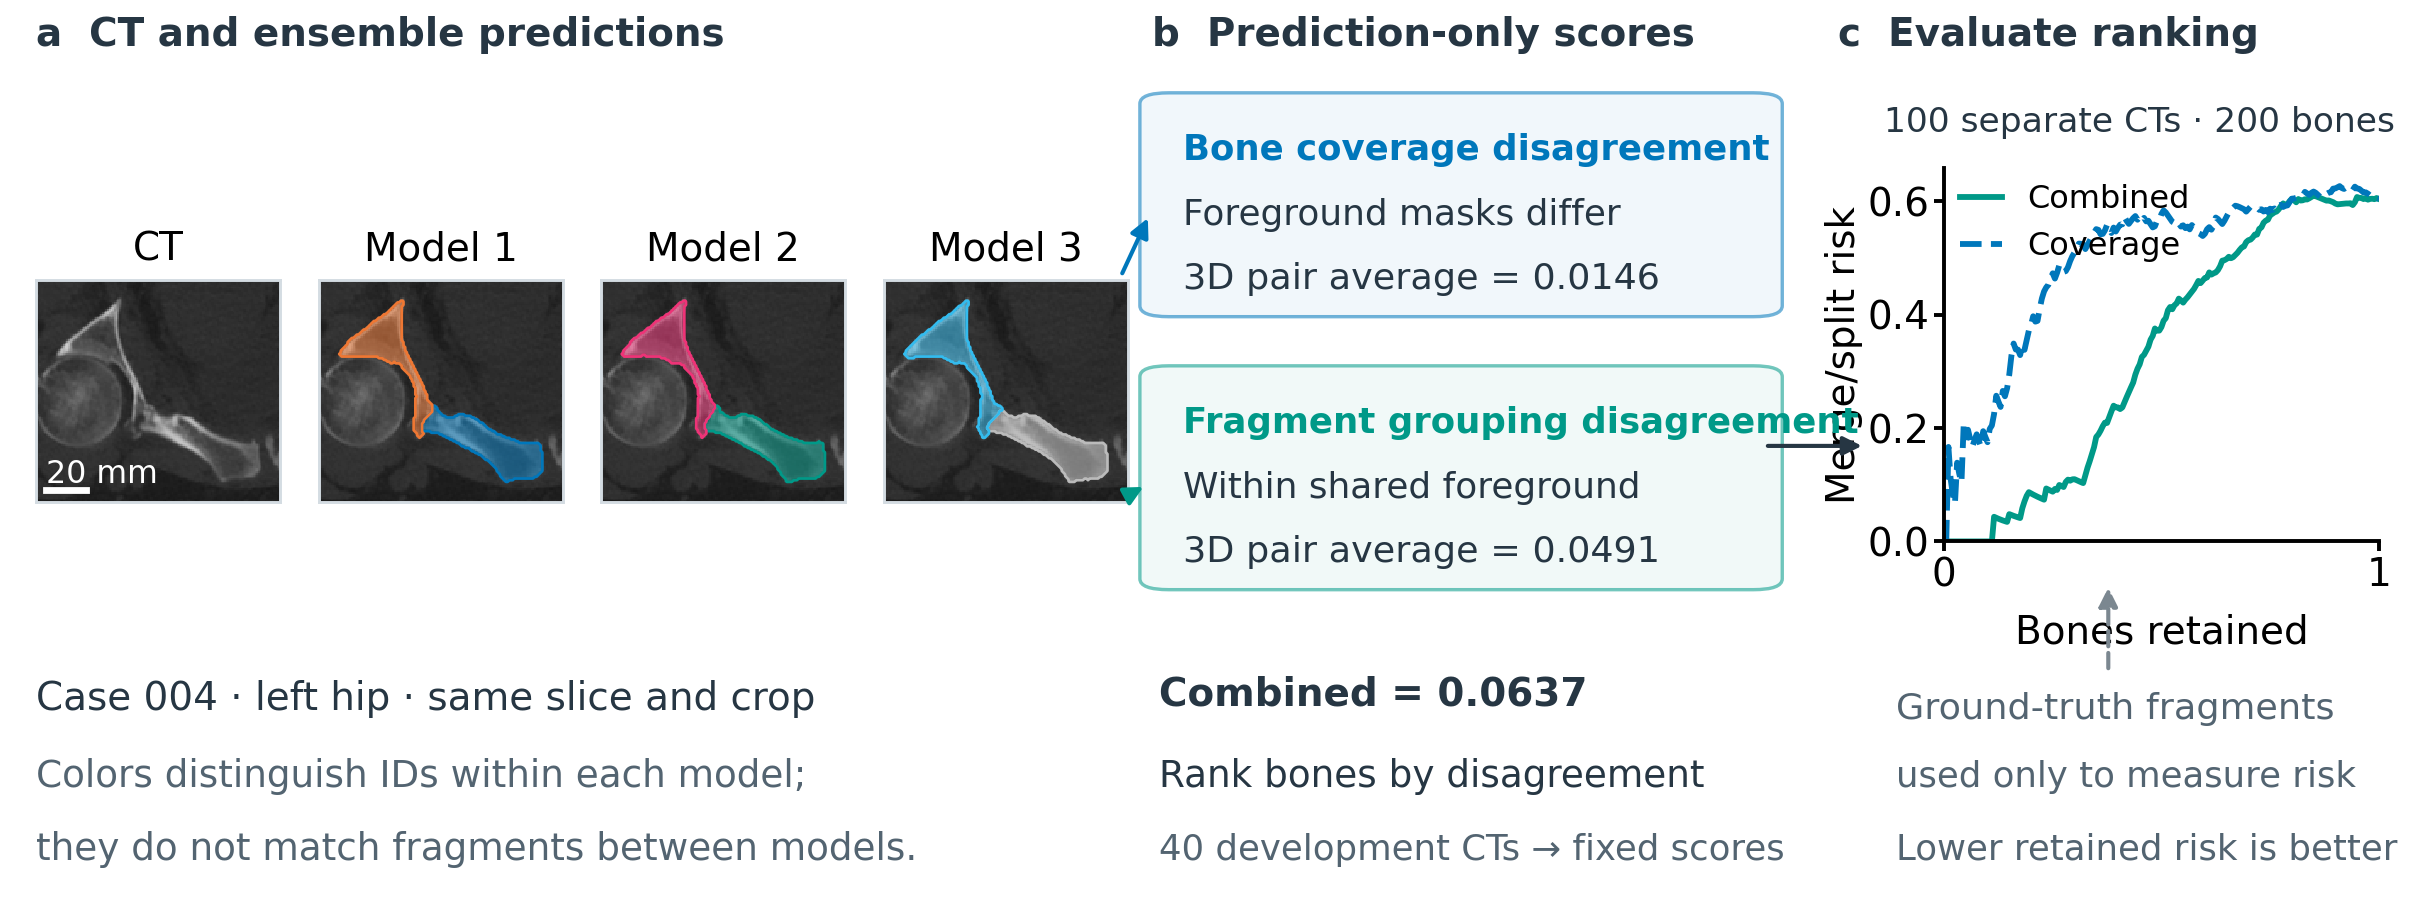 a CT and ensemble predictions
CT
Model 1
Model 2
Model 3
20 mm
Case 004 · left hip · same slice and crop
Colors distinguish IDs within each model;
they do not match fragments between models.
b Prediction-only scores
Bone coverage disagreement
Foreground masks differ
3D pair average = 0.0146
Fragment grouping disagreement
Within shared foreground
3D pair average = 0.0491
Combined = 0.0637
Rank bones by disagreement
40 development CTs → fixed scores
c Evaluate ranking
100 separate CTs · 200 bones
Merge/split risk
0.6
0.4
0.2
0.0
Combined
Coverage
0
1
Bones retained
Ground-truth fragments
used only to measure risk
Lower retained risk is better